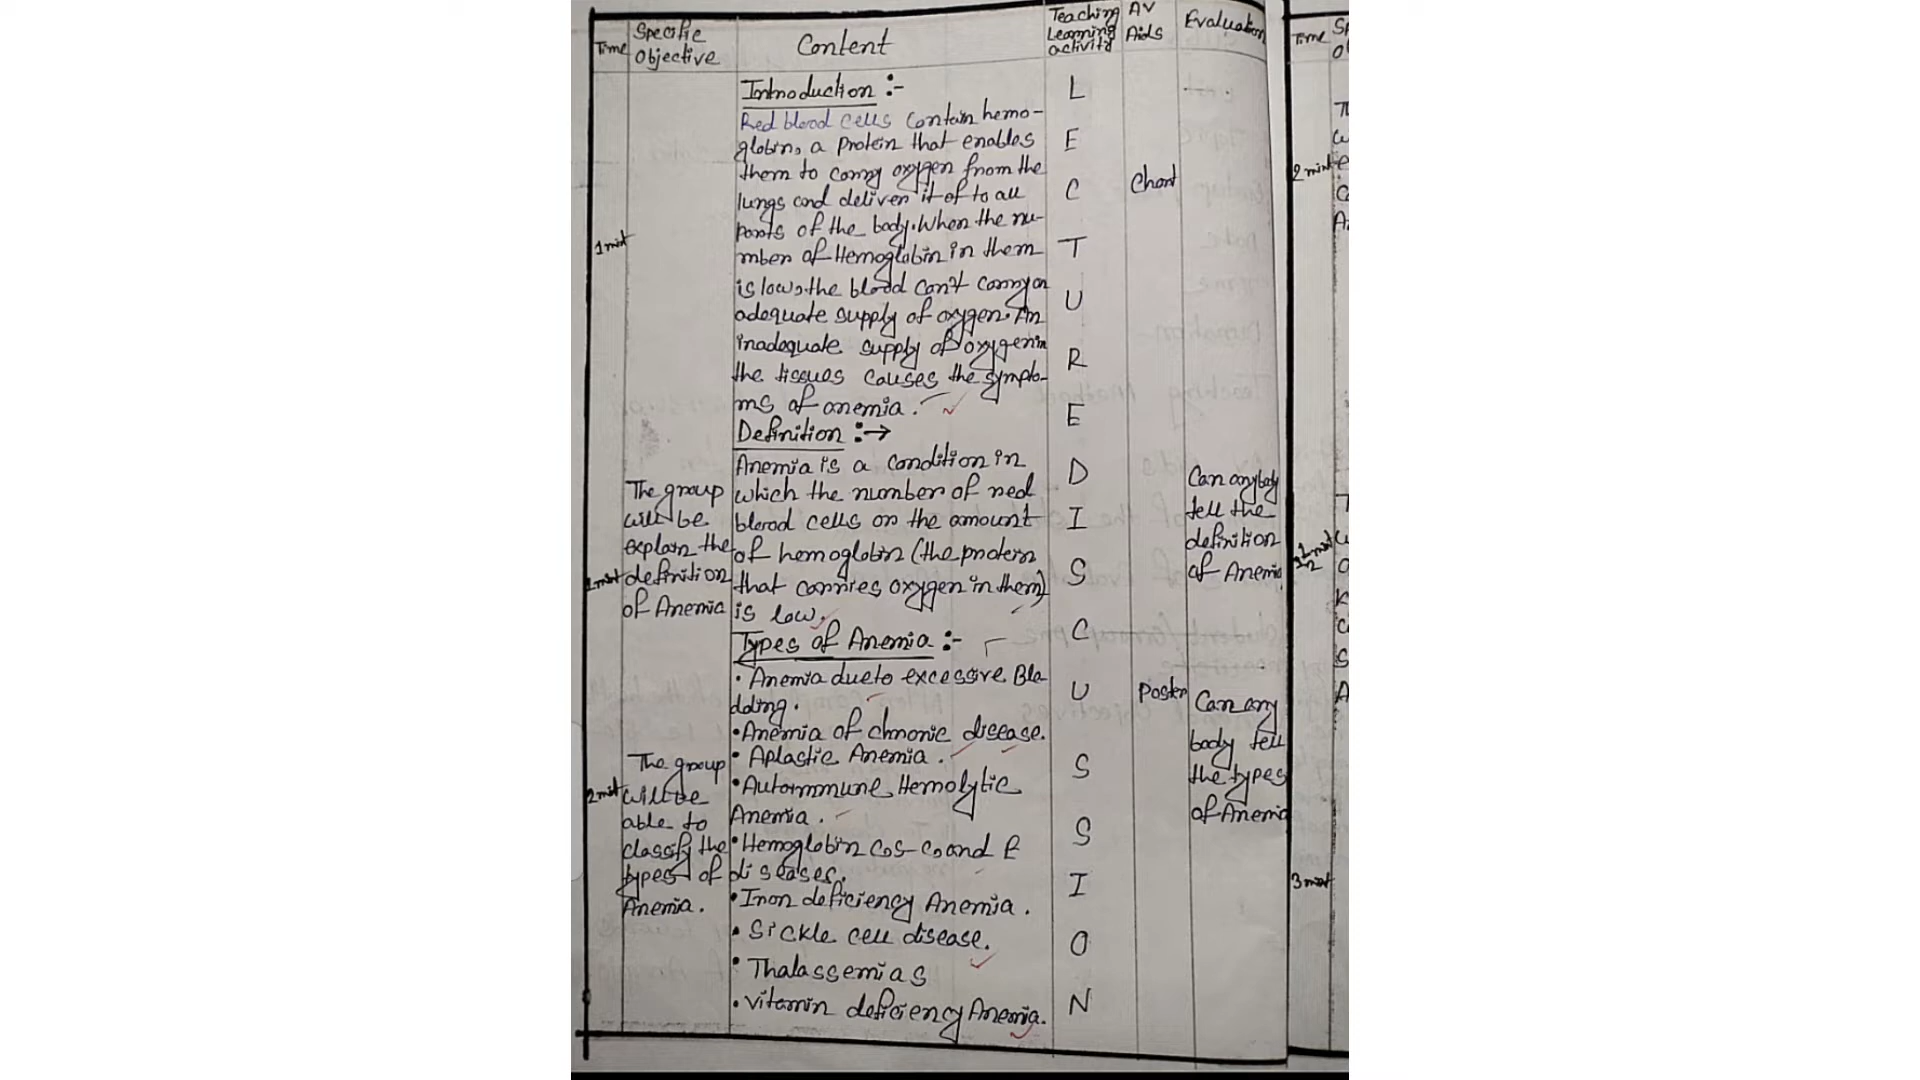 Time
Specific
Objective
Content
Teaching
Learning
activity
AV
Aids
Evaluation
Introduction :-
Red blood cells contain hemo-
globin, a protein that enables
them to carry oxygen from the
lungs and deliver it of to all
parts of the body. When the nu-
mber of Hemoglobin in them
is low, the blood can't carry an
adequate supply of oxygen. An
inadequate supply of oxygen in
the tissues causes the sympto-
ms of anemia.
1 mint
Chart
Definition :→
Anemia is a condition in
which the number of red
blood cells or the amount
of hemoglobin (the protein
that carries oxygen in them)
is low.
The group
will be
explain the
definition
of Anemia
Can anybody
tell the
definition
of Anemia
Types of Anemia :-
• Anemia due to excessive Blee
dding.
• Anemia of chronic disease.
• Aplastic Anemia.
• Autoimmune Hemolytic
Anemia.
• Hemoglobin C, S-C, and E
diseases.
• Iron deficiency Anemia.
• Sickle cell disease.
• Thalassemias
• Vitamin deficiency Anemia.
2 mint
The group
will be
able to
classify the
types of
Anemia.
L
E
C
T
U
R
E
D
I
S
C
U
S
S
I
O
N
Poster
Can any
body tell
the types
of Anemia
Time
2 mint
3 mint